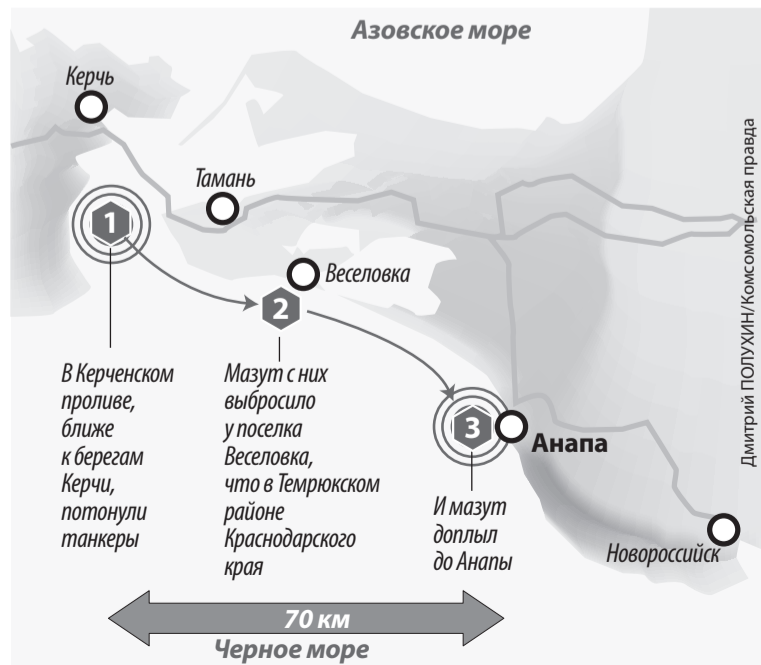 Азовское море
Керчь
Тамань
1
Веселовка
2
В Керченском
проливе,
ближе
к берегам
Керчи,
потонули
танкеры
Мазут с них
выбросило
у поселка
Веселовка,
что в Темрюкском
районе
Краснодарского
края
3
Анапа
И мазут
доплыл
до Анапы
Новороссийск
70 км
Черное море
Дмитрий ПОЛУХИН/Комсомольская правда